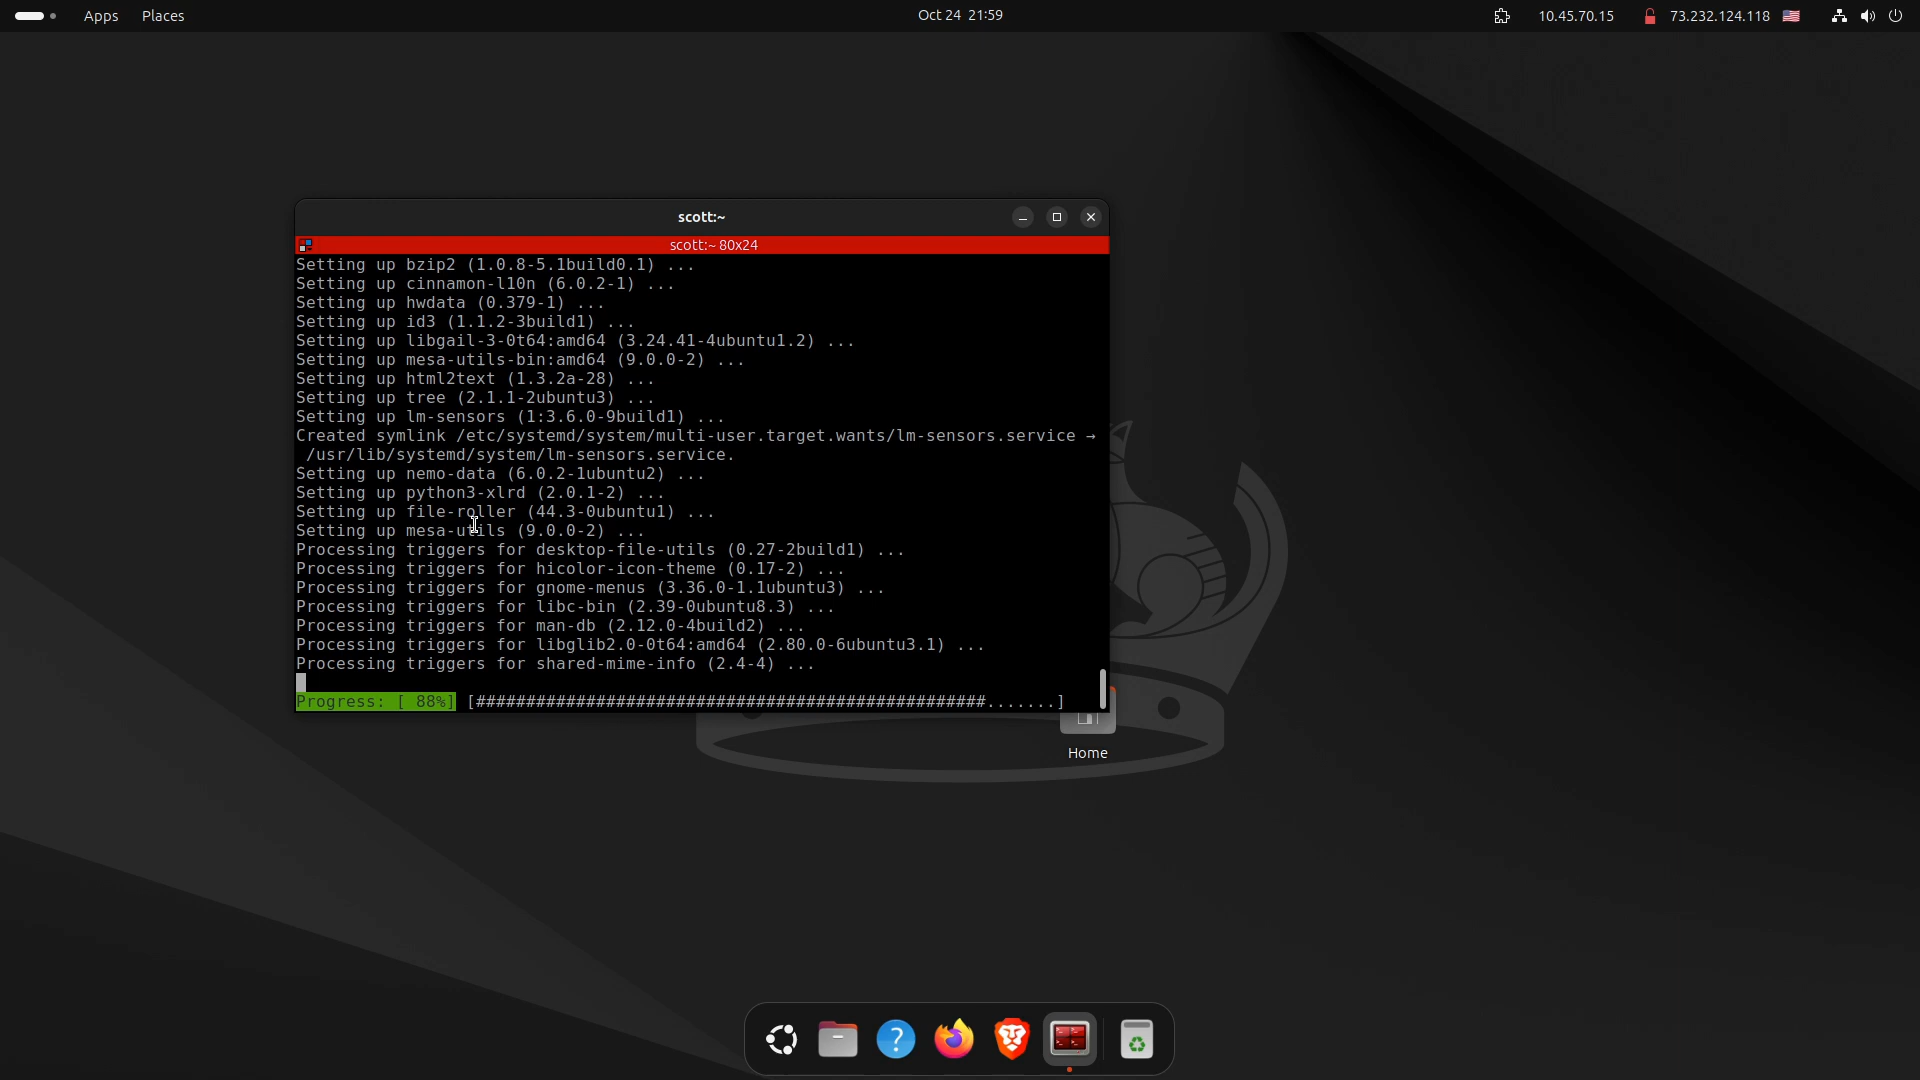 Apps Places Oct 24 21:59 10.45.70.15 73.232.124.118
scott:~
scott:~ 80x24
Setting up bzip2 (1.0.8-5.1build0.1) ...
Setting up cinnamon-l10n (6.0.2-1) ...
Setting up hwdata (0.379-1) ...
Setting up id3 (1.1.2-3build1) ...
Setting up libgail-3-0t64:amd64 (3.24.41-4ubuntu1.2) ...
Setting up mesa-utils-bin:amd64 (9.0.0-2) ...
Setting up html2text (1.3.2a-28) ...
Setting up tree (2.1.1-2ubuntu3) ...
Setting up lm-sensors (1:3.6.0-9build1) ...
Created symlink /etc/systemd/system/multi-user.target.wants/lm-sensors.service →
/usr/lib/systemd/system/lm-sensors.service.
Setting up nemo-data (6.0.2-1ubuntu2) ...
Setting up python3-xlrd (2.0.1-2) ...
Setting up file-roller (44.3-0ubuntu1) ...
Setting up mesa-utils (9.0.0-2) ...
Processing triggers for desktop-file-utils (0.27-2build1) ...
Processing triggers for hicolor-icon-theme (0.17-2) ...
Processing triggers for gnome-menus (3.36.0-1.1ubuntu3) ...
Processing triggers for libc-bin (2.39-0ubuntu8.3) ...
Processing triggers for man-db (2.12.0-4build2) ...
Processing triggers for libglib2.0-0t64:amd64 (2.80.0-6ubuntu3.1) ...
Processing triggers for shared-mime-info (2.4-4) ...
Progress: [ 88%] [###################################################.......]
Home